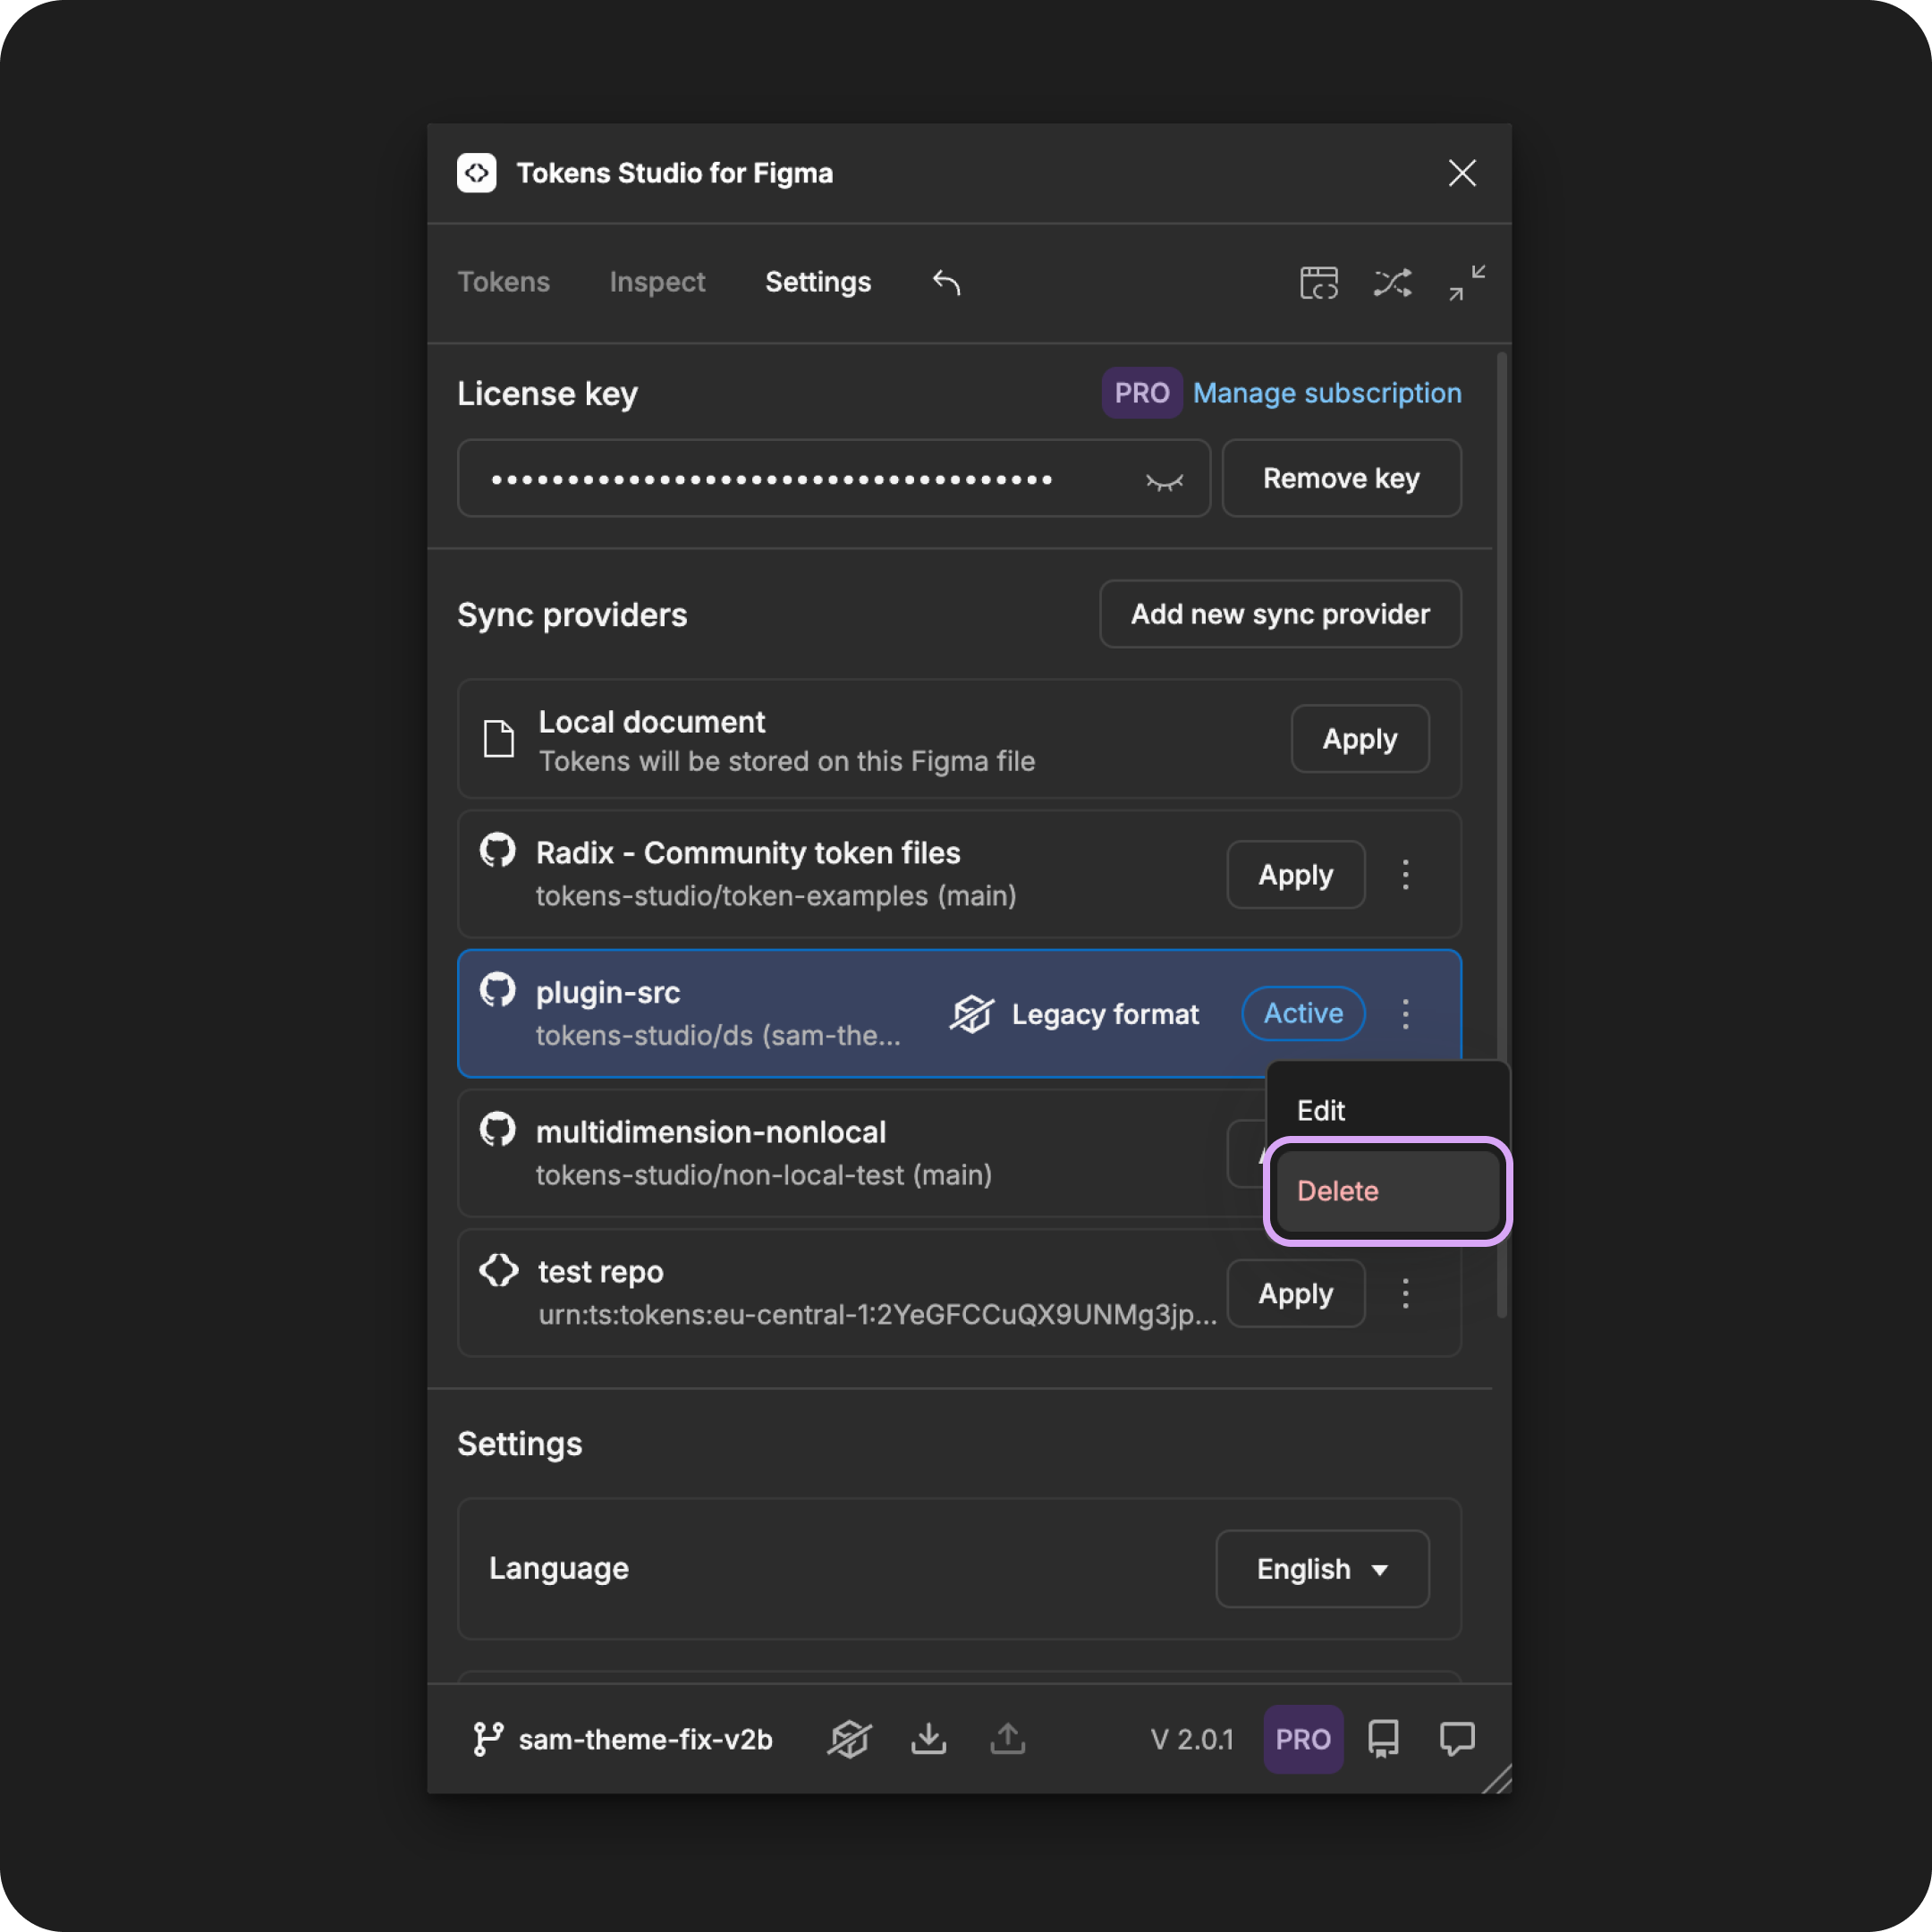 Tokens Studio for Figma
Tokens Inspect Settings
License key PRO Manage subscription
Remove key
Sync providers Add new sync provider
Local document
Tokens will be stored on this Figma file
Apply
Radix - Community token files
tokens-studio/token-examples (main)
Apply
plugin-src
tokens-studio/ds (sam-the...
Legacy format Active
Edit
Delete
multidimension-nonlocal
tokens-studio/non-local-test (main)
test repo
urn:ts:tokens:eu-central-1:2YeGFCCuQX9UNMg3jp...
Apply
Settings
Language English
sam-theme-fix-v2b V 2.0.1 PRO